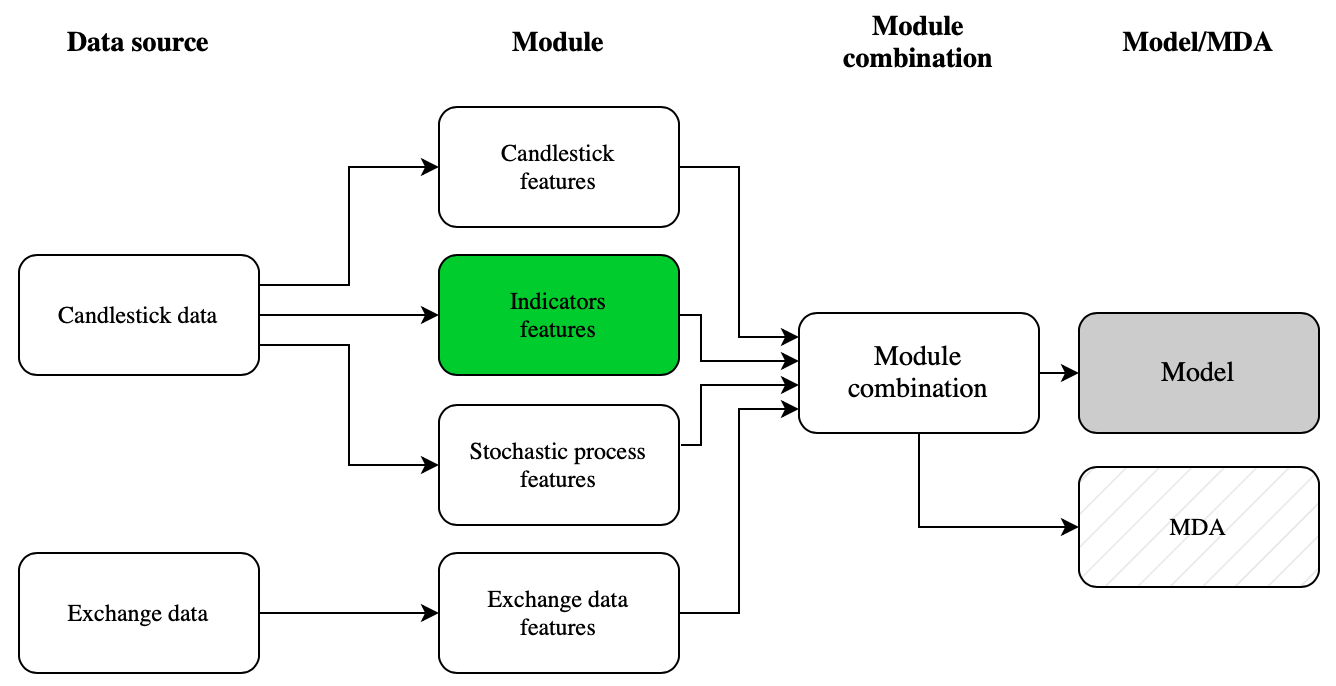 Data source
Module
Module
combination
Model/MDA
Candlestick
features
Candlestick data
Indicators
features
Stochastic process
features
Exchange data
Exchange data
features
Module
combination
Model
MDA